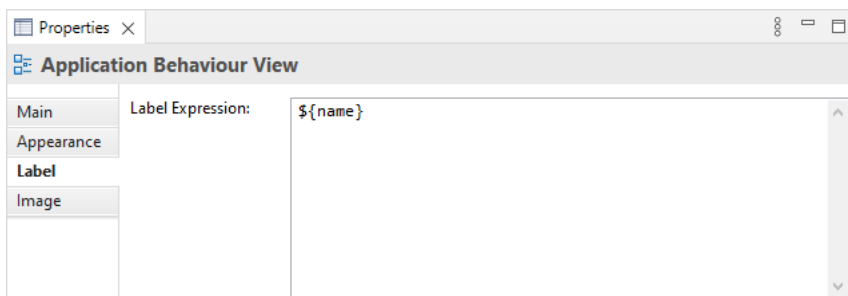 Properties
Application Behaviour View
Main
Label Expression:
${name}
Appearance
Label
Image